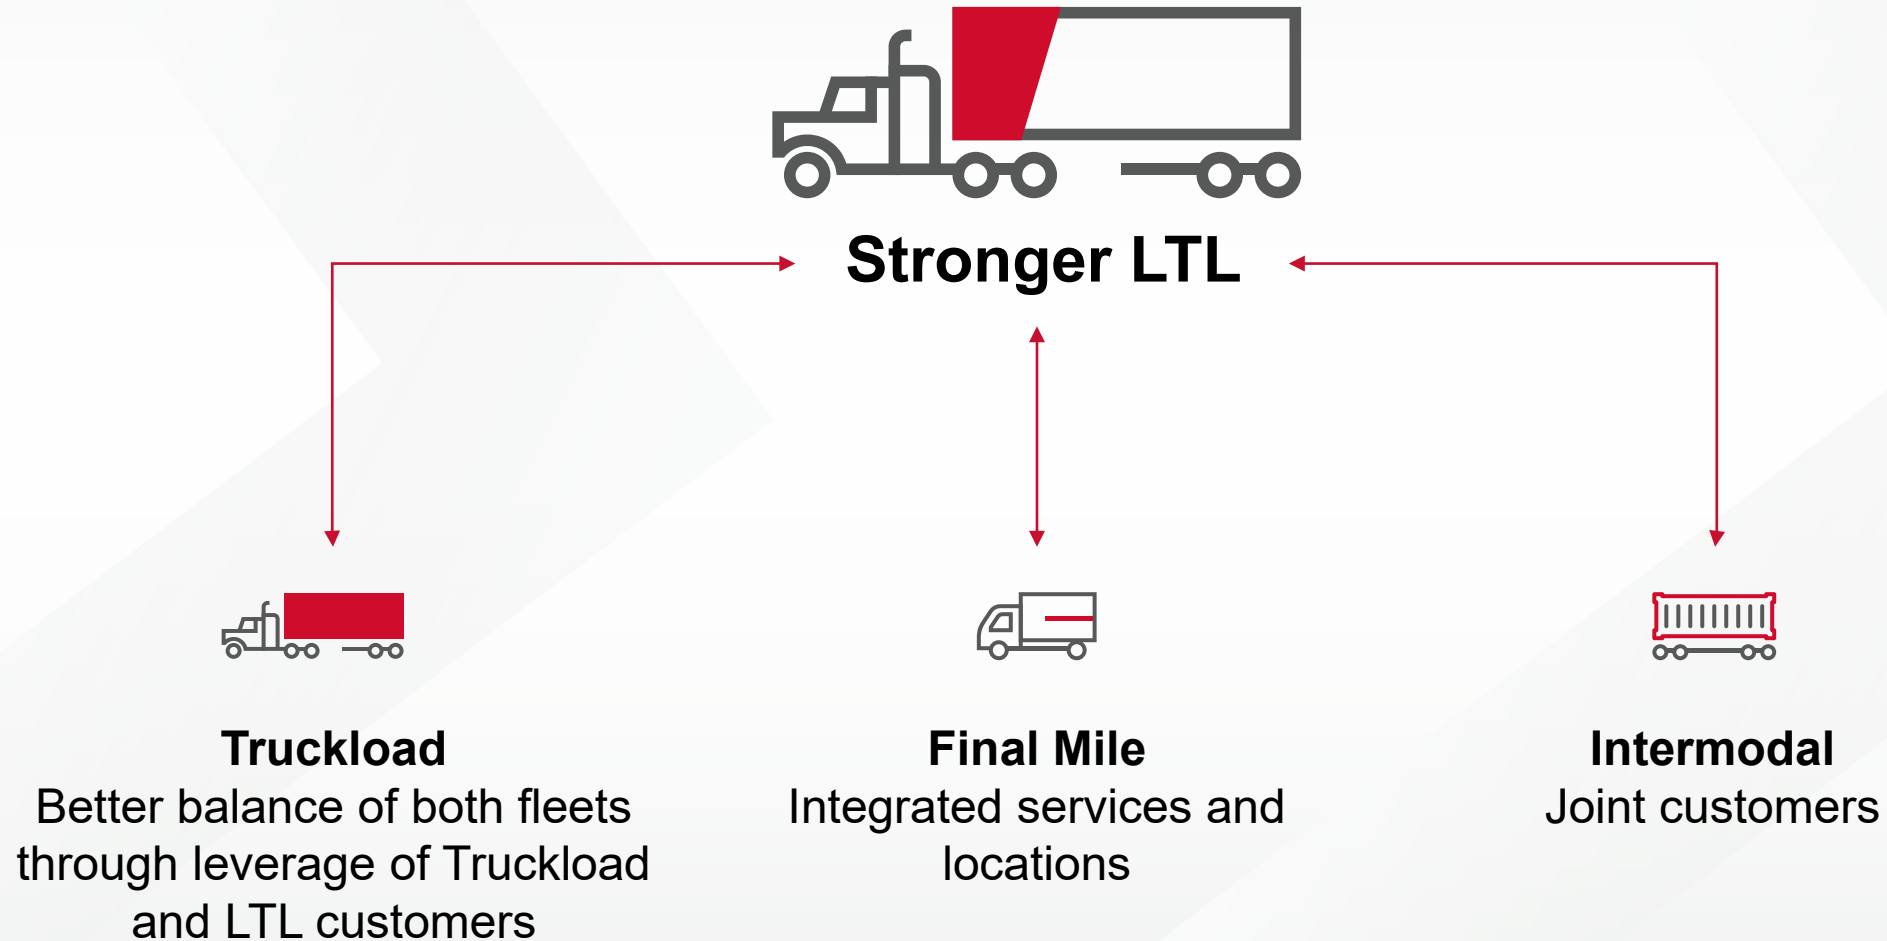 Stronger LTL
Truckload
Better balance of both fleets
through leverage of Truckload
and LTL customers
Final Mile
Integrated services and
locations
Intermodal
Joint customers